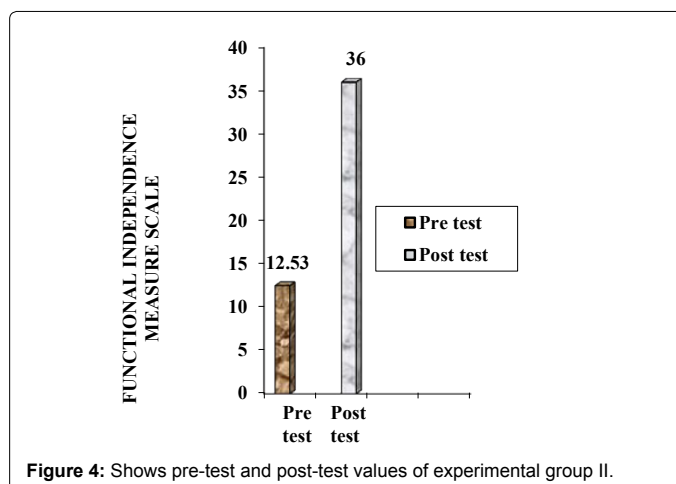 FUNCTIONAL INDEPENDENCE
MEASURE SCALE
40
35
30
25
20
15
10
5
0
12.53
36
Pre
test
Post
test
Pre test
Post test
Figure 4: Shows pre-test and post-test values of experimental group II.